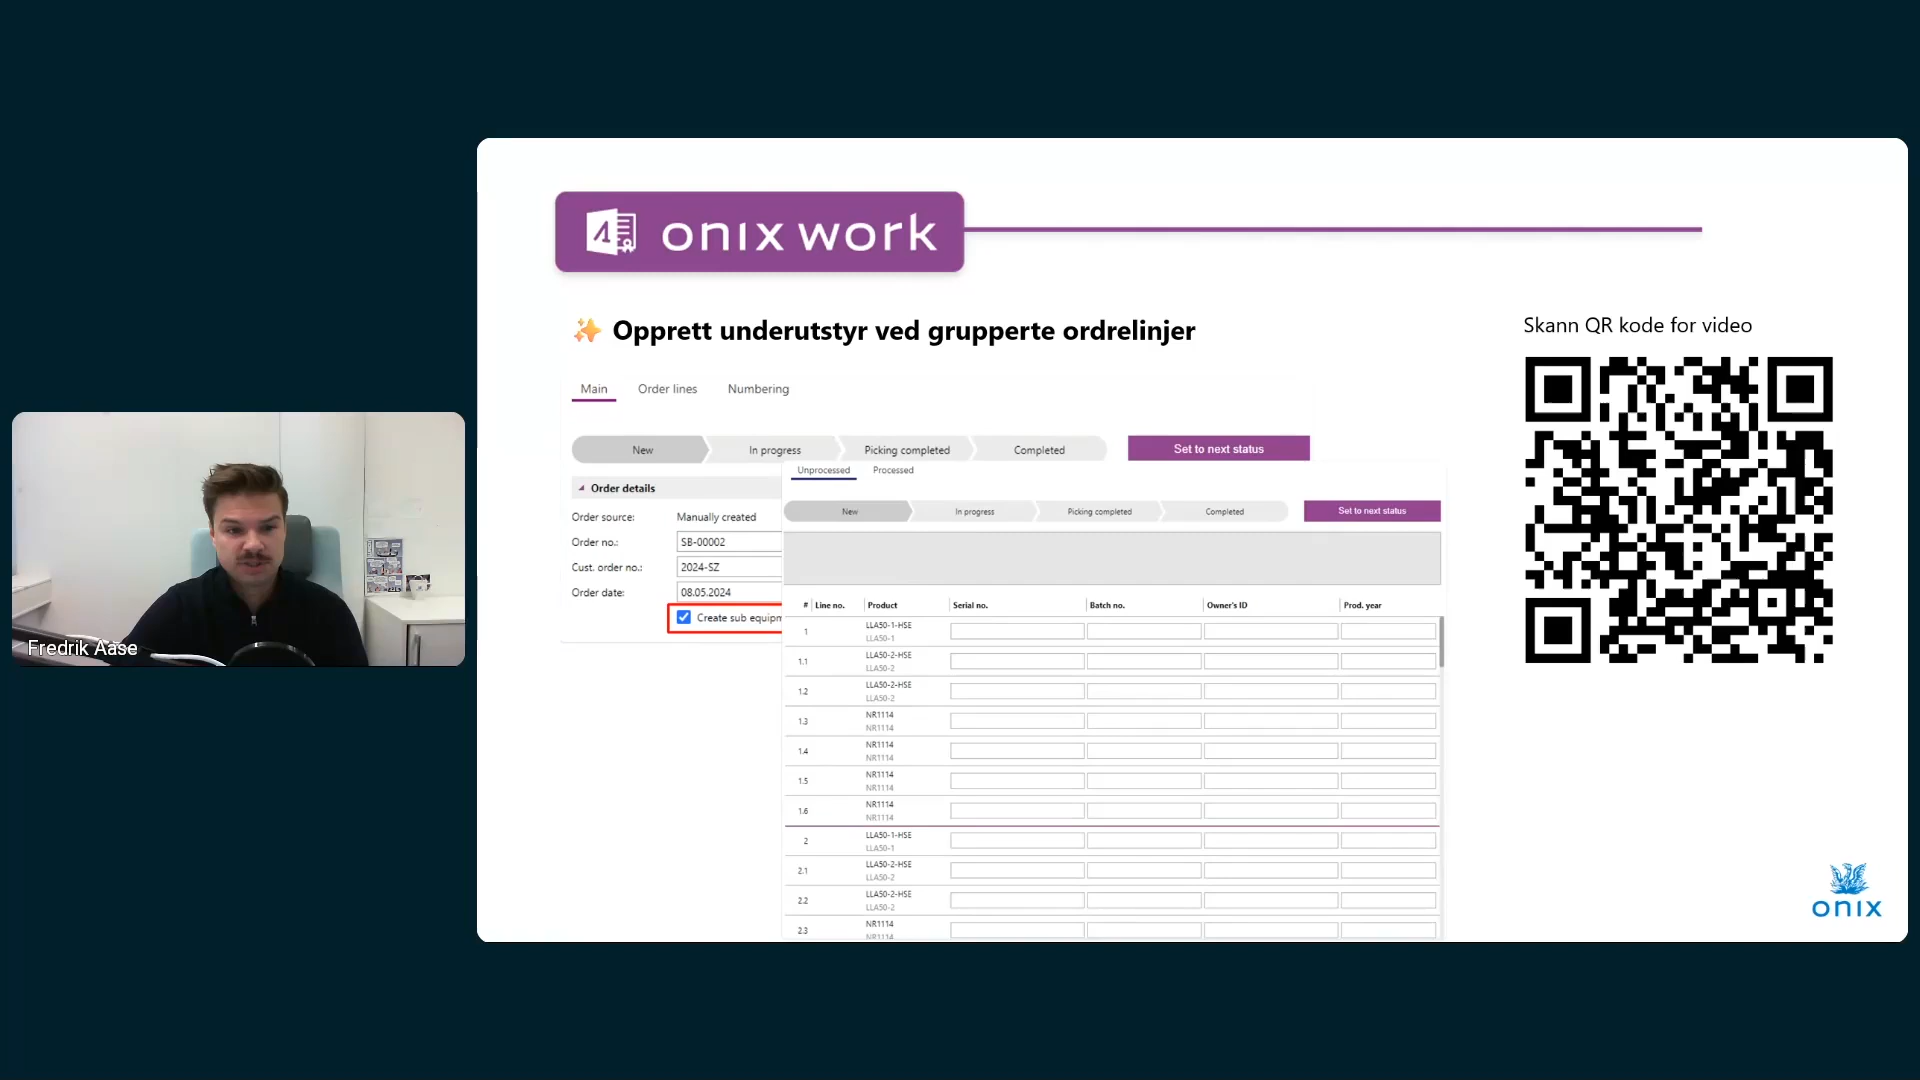 onix work
✨ Opprett underutstyr ved grupperte ordrelinjer
Skann QR kode for video
Main Order lines Numbering
New In progress Picking completed Completed Set to next status
Order details
Order source: Manually created
Order no.: SB-00002
Cust. order no.: 2024-SZ
Order date: 08.05.2024
Create sub equipm
Unprocessed Processed
New In progress Picking completed Completed Set to next status
# Line no. Product Serial no. Batch no. Owner's ID Prod. year
1 LLA50-1-HSE
LLA50-1
1.1 LLA50-2-HSE
LLA50-2
1.2 LLA50-2-HSE
LLA50-2
1.3 NR1114
NR1114
1.4 NR1114
NR1114
1.5 NR1114
NR1114
1.6 NR1114
NR1114
2 LLA50-1-HSE
LLA50-1
2.1 LLA50-2-HSE
LLA50-2
2.2 LLA50-2-HSE
LLA50-2
2.3 NR1114
NR1114
onix
Fredrik Aase